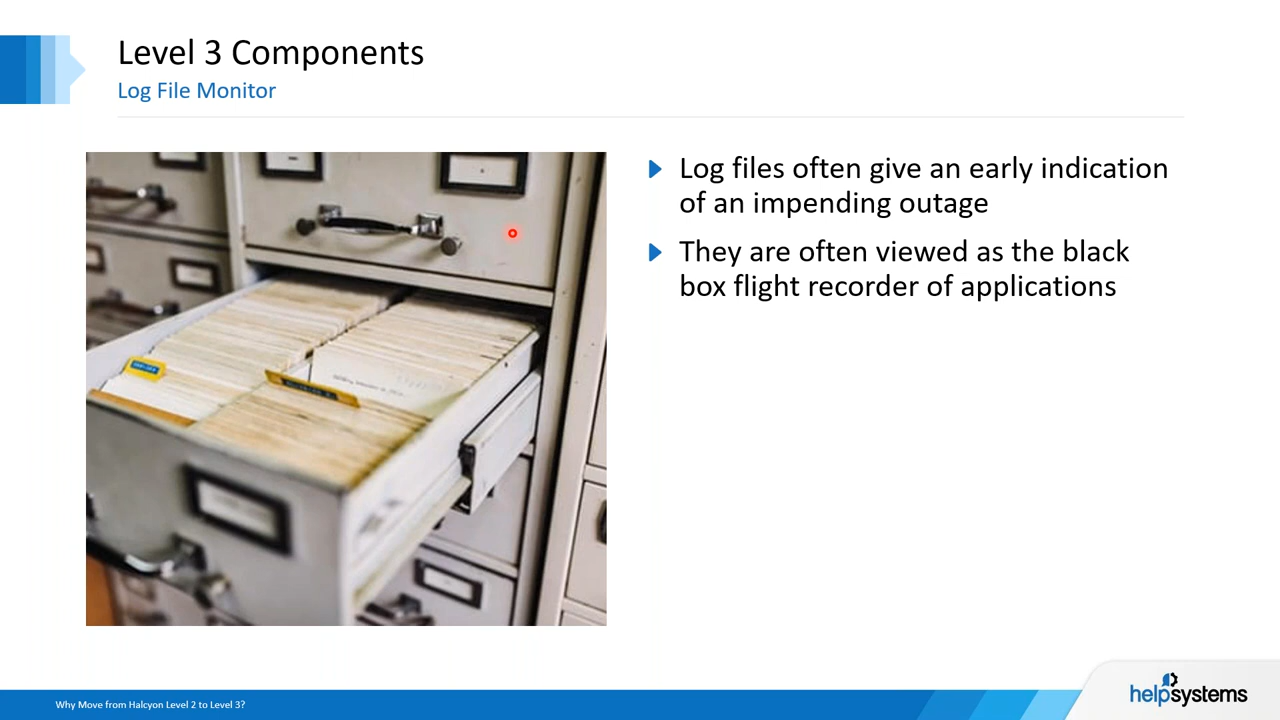 Level 3 Components
Log File Monitor
Log files often give an early indication
of an impending outage
They are often viewed as the black
box flight recorder of applications
Why Move from Halcyon Level 2 to Level 3?
helpsystems